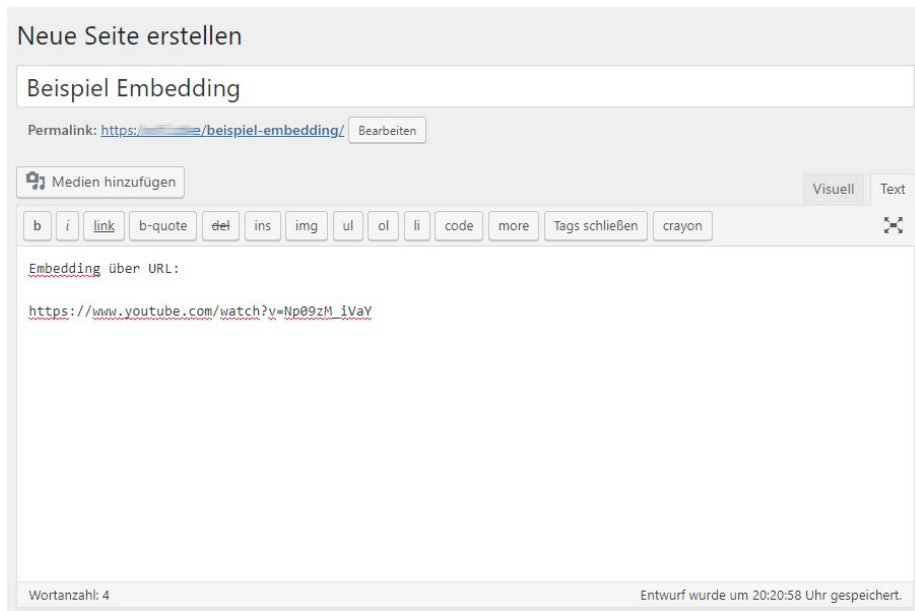 Neue Seite erstellen
Beispiel Embedding
Permalink: https:/ /beispiel-embedding/ Bearbeiten
Medien hinzufügen
Visuell Text
b i link b-quote del ins img ul ol li code more Tags schließen crayon
Embedding über URL:
https://www.youtube.com/watch?v=Np09zM_iVaY
Wortanzahl: 4 Entwurf wurde um 20:20:58 Uhr gespeichert.